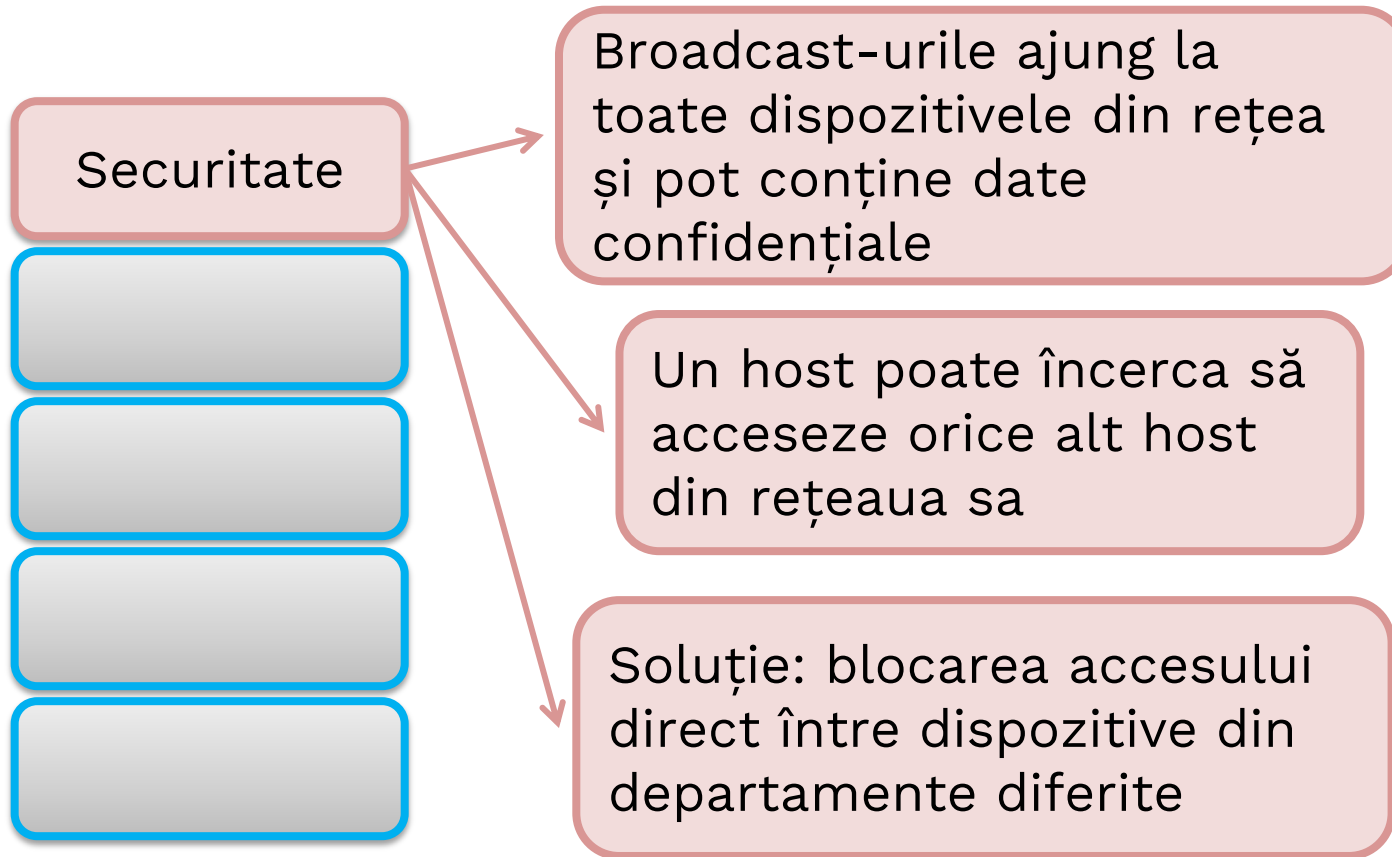 Securitate
Broadcast-urile ajung la
toate dispozitivele din rețea
și pot conține date
confidențiale
Un host poate încerca să
acceseze orice alt host
din rețeaua sa
Soluție: blocarea accesului
direct între dispozitive din
departamente diferite